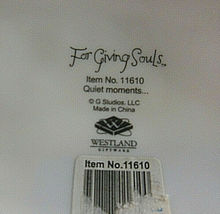 For Giving Souls..
Item No. 11610
Quiet moments...
© G Studios, LLC
Made in China
WESTLAND
GIFTWARE
Item No.11610